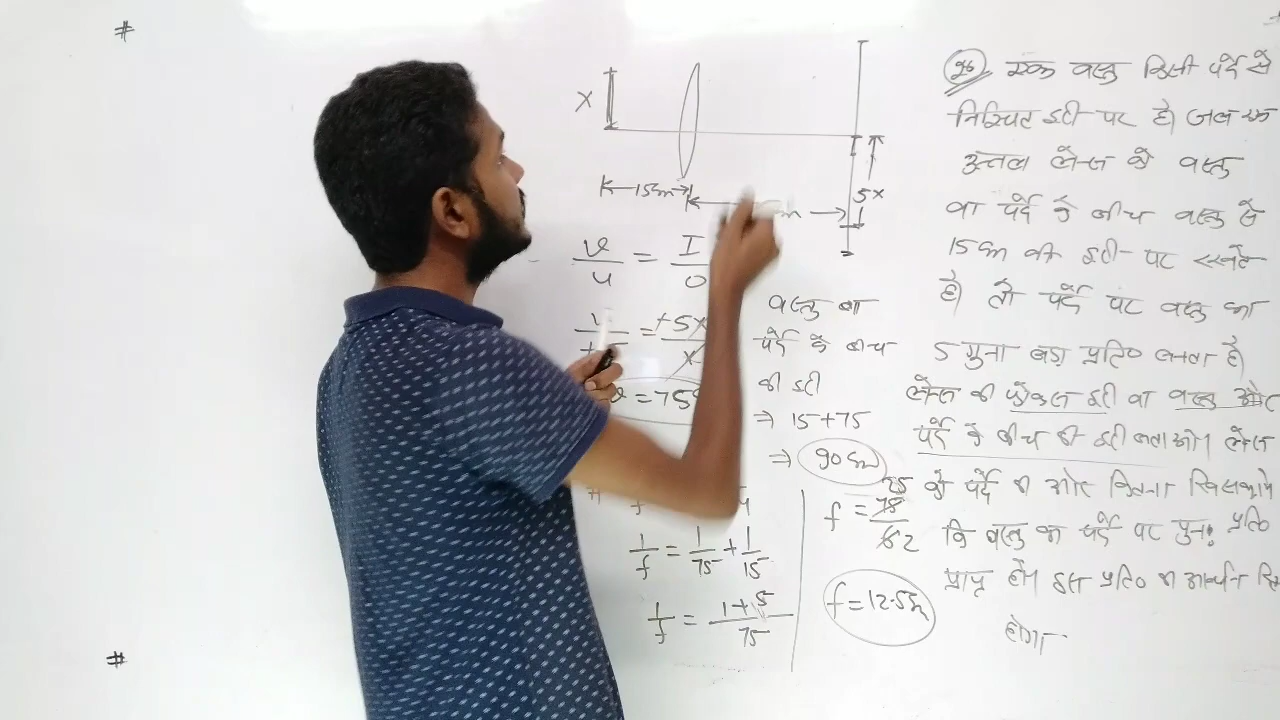 #
x
15cm
5x
v/u = I/O
= +5x/x
= 75
वस्तु वा
पर्दे के बीच
की दूरी
⇒ 15+75
⇒ 90cm
1/f = 1/75 + 1/15
1/f = 1+5/75
f = 75/6
f = 12.5cm
26 एक वस्तु किसी पर्दे से
निश्चित दूरी पर है। जब एक
उत्तल लेन्स को वस्तु
वा पर्दे के बीच वस्तु से
15cm की दूरी पर रखते
है। तो पर्दे पर वस्तु का
5 गुना बड़ा प्रतिo बनता है।
लेन्स की फोकस दूरी वा वस्तु और
पर्दे के बीच की दूरी बताओ। लेन्स
को पर्दे की ओर कितना खिसकाये
कि वस्तु का पर्दे पर पुनः प्रतिo
प्राप्त हो। इस प्रतिo का आवर्धन
होगा
#